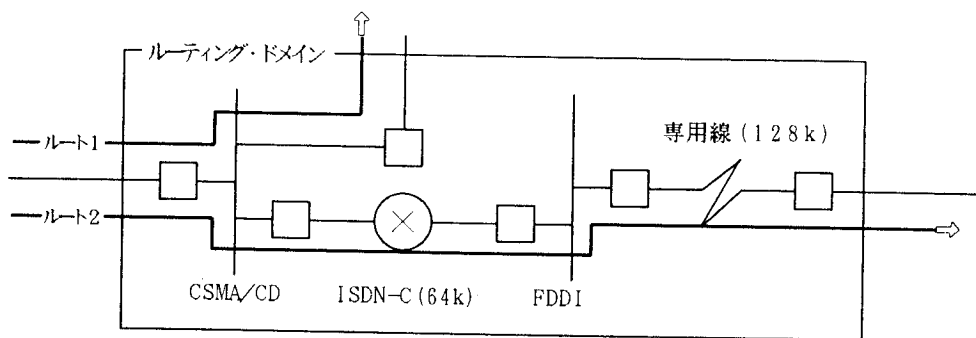 ルーティング・ドメイン
ルート1
専用線(128k)
ルート2
CSMA/CD
ISDN-C(64k)
FDDI